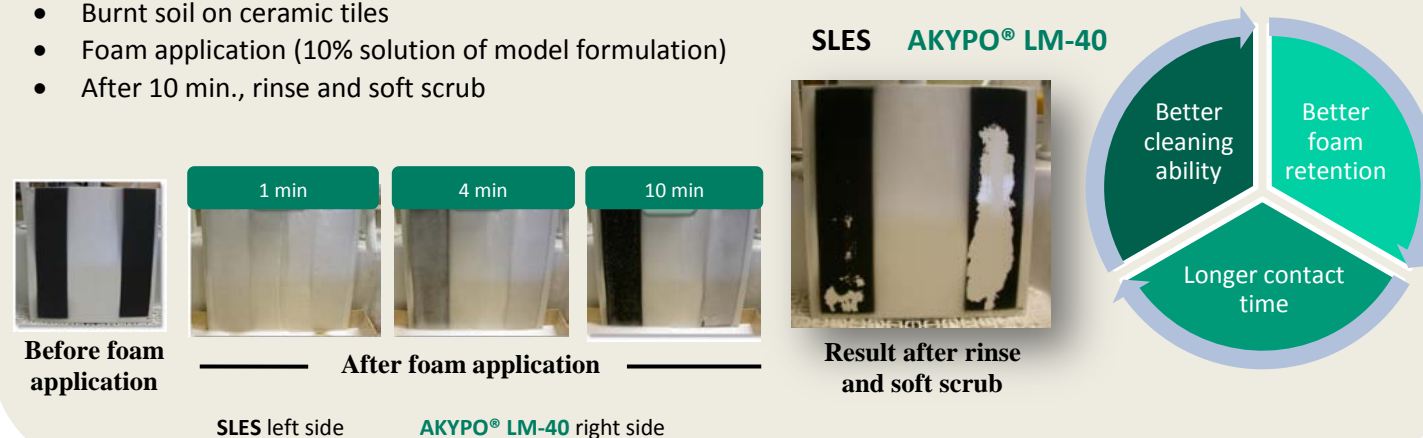 • Burnt soil on ceramic tiles
• Foam application (10% solution of model formulation)
• After 10 min., rinse and soft scrub
SLES AKYPO® LM-40
1 min
4 min
10 min
Before foam
application
After foam application
Result after rinse
and soft scrub
Better
cleaning
ability
Better
foam
retention
Longer contact
time
SLES left side
AKYPO® LM-40 right side